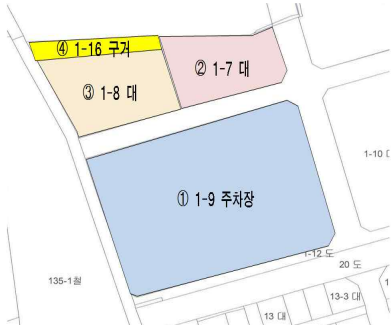 ④ 1-16 구거
② 1-7 대
③ 1-8 대
1-10
① 1-9 주차장
1-12 도
20 도
135-1철
13-3 대
13 대